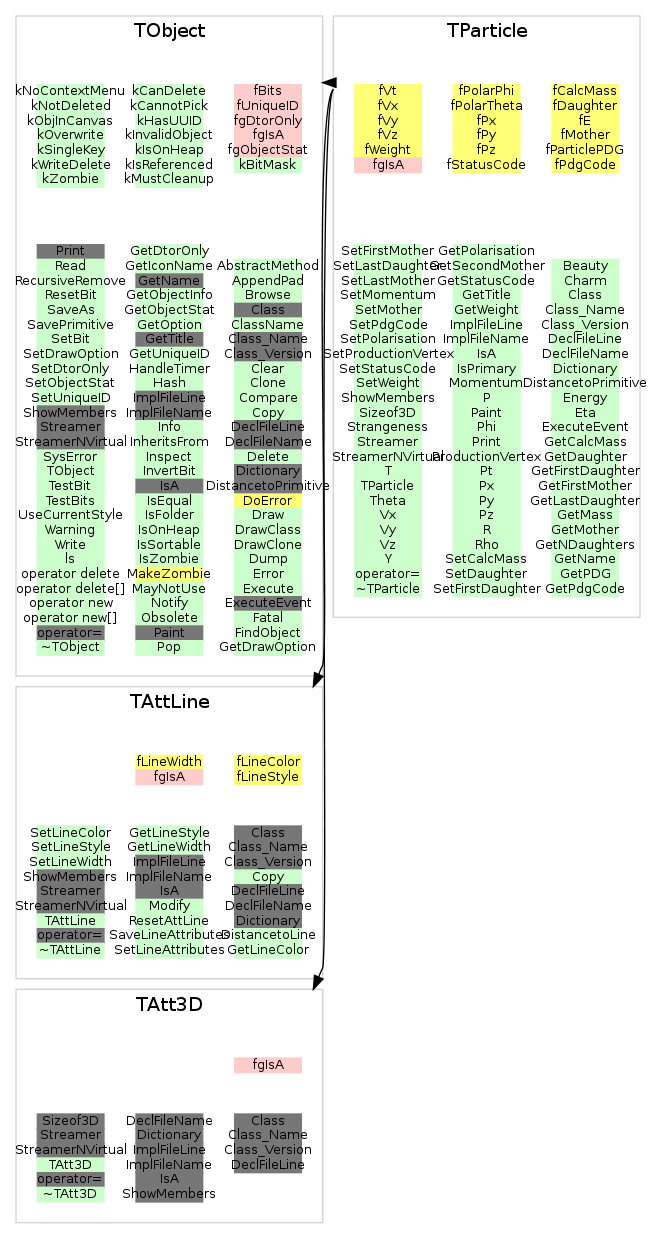 TObject
kNoContextMenu
kNotDeleted
kObjInCanvas
kOverwrite
kSingleKey
kWriteDelete
kZombie
kCanDelete
kCannotPick
kHasUUID
kInvalidObject
kIsOnHeap
kIsReferenced
kMustCleanup
fBits
fUniqueID
fgDtorOnly
fgIsA
fgObjectStat
kBitMask
Print
Read
RecursiveRemove
ResetBit
SaveAs
SavePrimitive
SetBit
SetDrawOption
SetDtorOnly
SetObjectStat
SetUniqueID
ShowMembers
Streamer
StreamerNVirtual
SysError
TObject
TestBit
TestBits
UseCurrentStyle
Warning
Write
ls
operator delete
operator delete[]
operator new
operator new[]
operator=
~TObject
GetDtorOnly
GetIconName
GetName
GetObjectInfo
GetObjectStat
GetOption
GetTitle
GetUniqueID
HandleTimer
Hash
ImplFileLine
ImplFileName
Info
InheritsFrom
Inspect
InvertBit
IsA
IsEqual
IsFolder
IsOnHeap
IsSortable
IsZombie
MakeZombie
MayNotUse
Notify
Obsolete
Paint
Pop
AbstractMethod
AppendPad
Browse
Class
ClassName
Class_Name
Class_Version
Clear
Clone
Compare
Copy
DeclFileLine
DeclFileName
Delete
Dictionary
DistancetoPrimitive
DoError
Draw
DrawClass
DrawClone
Dump
Error
Execute
ExecuteEvent
Fatal
FindObject
GetDrawOption
TParticle
fVt
fVx
fVy
fVz
fWeight
fgIsA
fPolarPhi
fPolarTheta
fPx
fPy
fPz
fStatusCode
fCalcMass
fDaughter
fE
fMother
fParticlePDG
fPdgCode
SetFirstMother
SetLastDaughter
SetLastMother
SetMomentum
SetMother
SetPdgCode
SetPolarisation
SetProductionVertex
SetStatusCode
SetWeight
ShowMembers
Sizeof3D
Strangeness
Streamer
StreamerNVirtual
T
TParticle
Theta
Vx
Vy
Vz
Y
operator=
~TParticle
GetPolarisation
GetSecondMother
GetStatusCode
GetTitle
GetWeight
ImplFileLine
ImplFileName
IsA
IsPrimary
Momentum
P
Paint
Phi
Print
ProductionVertex
Pt
Px
Py
Pz
R
Rho
SetCalcMass
SetDaughter
SetFirstDaughter
Beauty
Charm
Class
Class_Name
Class_Version
DeclFileLine
DeclFileName
Dictionary
DistancetoPrimitive
Energy
Eta
ExecuteEvent
GetCalcMass
GetDaughter
GetFirstDaughter
GetFirstMother
GetLastDaughter
GetMass
GetMother
GetNDaughters
GetName
GetPDG
GetPdgCode
TAttLine
fLineWidth
fgIsA
fLineColor
fLineStyle
SetLineColor
SetLineStyle
SetLineWidth
ShowMembers
Streamer
StreamerNVirtual
TAttLine
operator=
~TAttLine
GetLineStyle
GetLineWidth
ImplFileLine
ImplFileName
IsA
Modify
ResetAttLine
SaveLineAttributes
SetLineAttributes
Class
Class_Name
Class_Version
Copy
DeclFileLine
DeclFileName
Dictionary
DistancetoLine
GetLineColor
TAtt3D
fgIsA
Sizeof3D
Streamer
StreamerNVirtual
TAtt3D
operator=
~TAtt3D
DeclFileName
Dictionary
ImplFileLine
ImplFileName
IsA
ShowMembers
Class
Class_Name
Class_Version
DeclFileLine